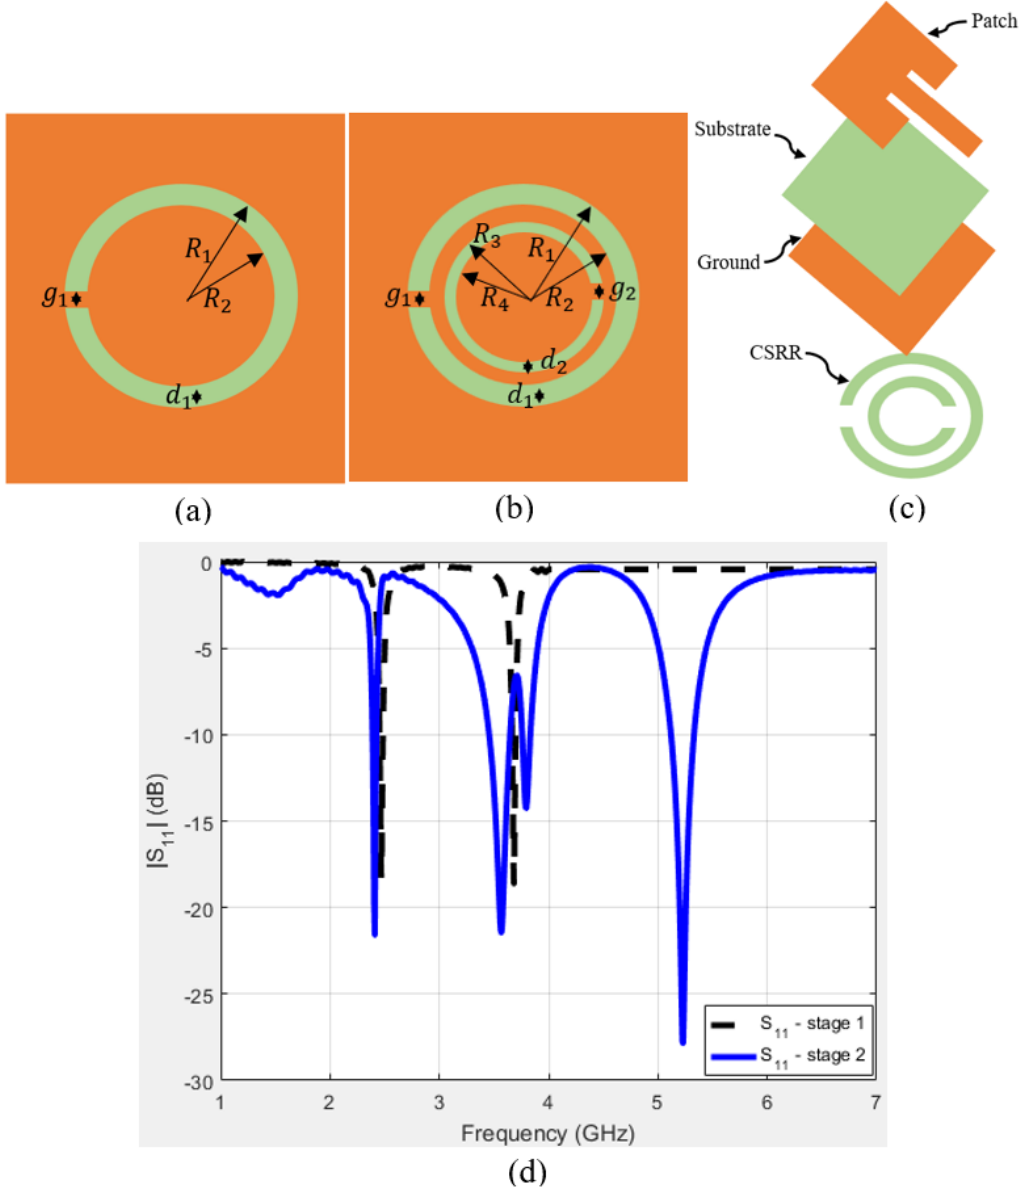 Patch
Substrate
Ground
CSRR
R₁
R₂
g₁
d₁
R₃
R₁
R₄
R₂
g₁
g₂
d₂
d₁
(a)
(b)
(c)
0
-5
-10
-15
-20
-25
-30
|S₁₁| (dB)
1 2 3 4 5 6 7
Frequency (GHz)
S₁₁ - stage 1
S₁₁ - stage 2
(d)